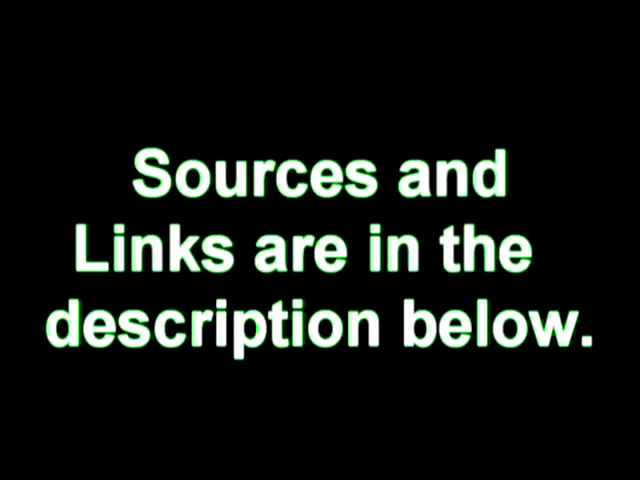 Sources and
Links are in the
description below.